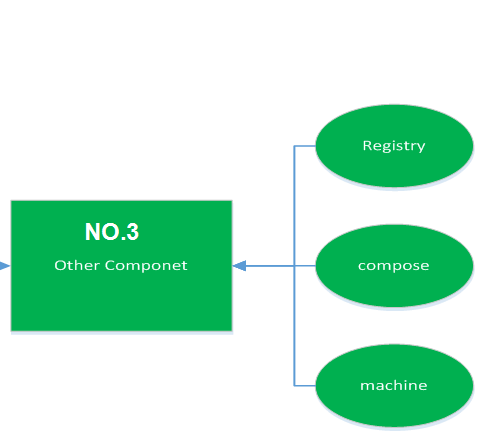 NO.3
Other Componet
Registry
compose
machine